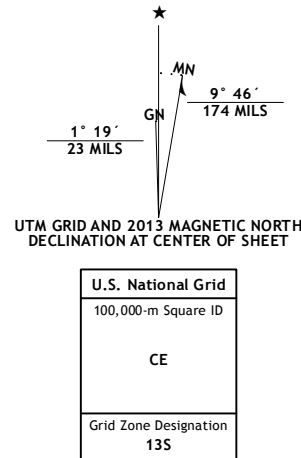 ★
MN
GN
9° 46´
174 MILS
1° 19´
23 MILS
UTM GRID AND 2013 MAGNETIC NORTH
DECLINATION AT CENTER OF SHEET
U.S. National Grid
100,000-m Square ID
CE
Grid Zone Designation
13S